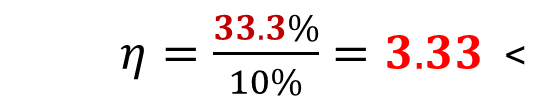 η = 33.3% / 10% = 3.33 <